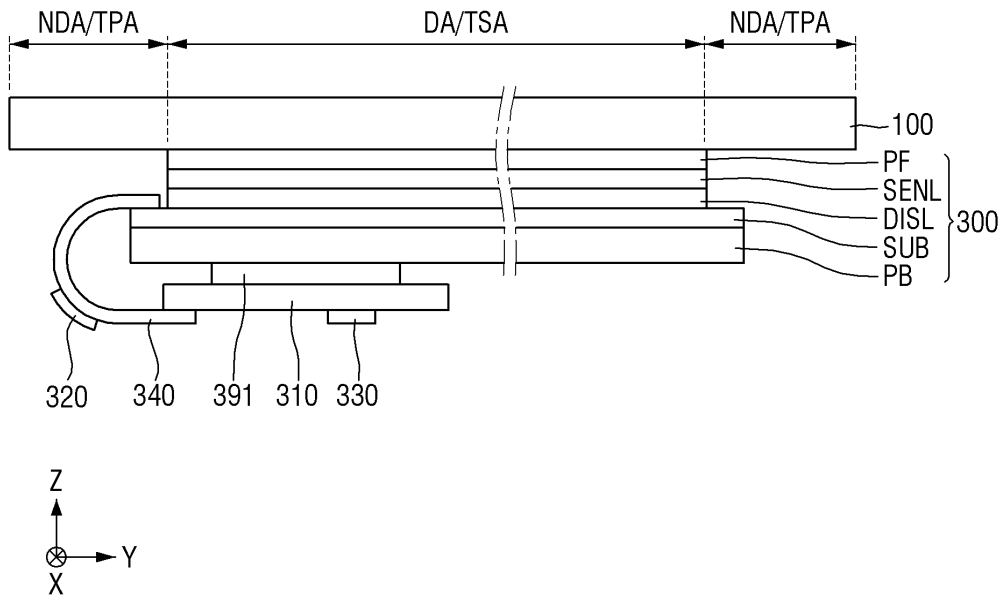 NDA/TPA DA/TSA NDA/TPA
100
PF
SENL
DISL
SUB
PB
300
320 340 391 310 330
Z
Y
X